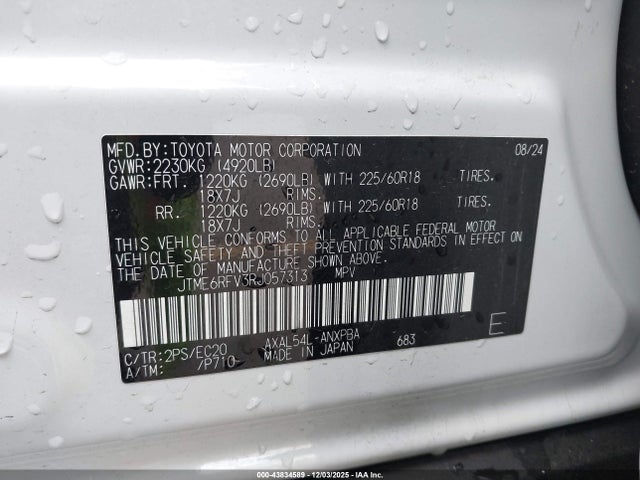 MFD. BY: TOYOTA MOTOR CORPORATION 08/24
GVWR: 2230KG (4920LB)
GAWR: FRT. 1220KG (2690LB) WITH 225/60R18 TIRES.
18X7J RIMS.
RR. 1220KG (2690LB) WITH 225/60R18 TIRES.
18X7J RIMS.
THIS VEHICLE CONFORMS TO ALL APPLICABLE FEDERAL MOTOR
VEHICLE SAFETY AND THEFT PREVENTION STANDARDS IN EFFECT
ON THE DATE OF MANUFACTURE SHOWN ABOVE.
JTME6RFV3RJ057313 MPV
C/TR: 2PS/EC20 AXAL54L-ANXPBA 683
A/TM: /P710- MADE IN JAPAN
E
000-43834589 | 12/03/2025 | IAA Inc.